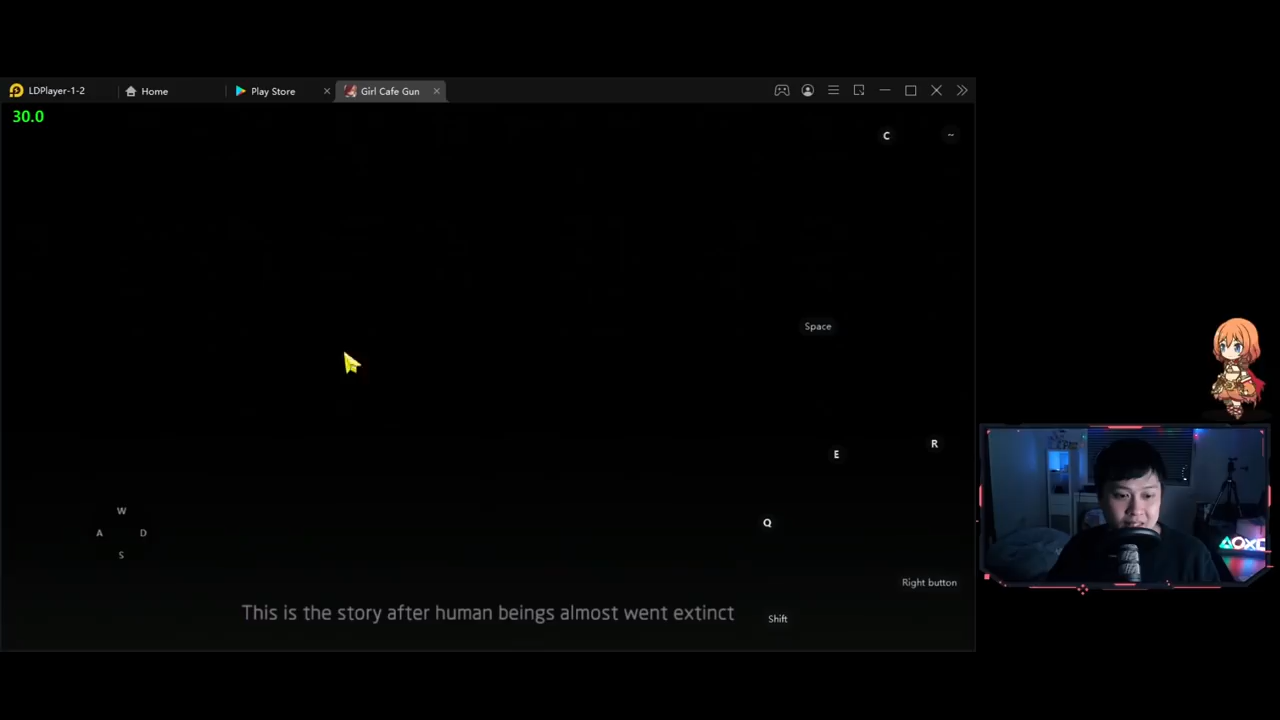 LDPlayer-1-2
Home
Play Store
Girl Cafe Gun
30.0
C
~
Space
R
E
W
A
D
S
Q
Right button
This is the story after human beings almost went extinct
Shift